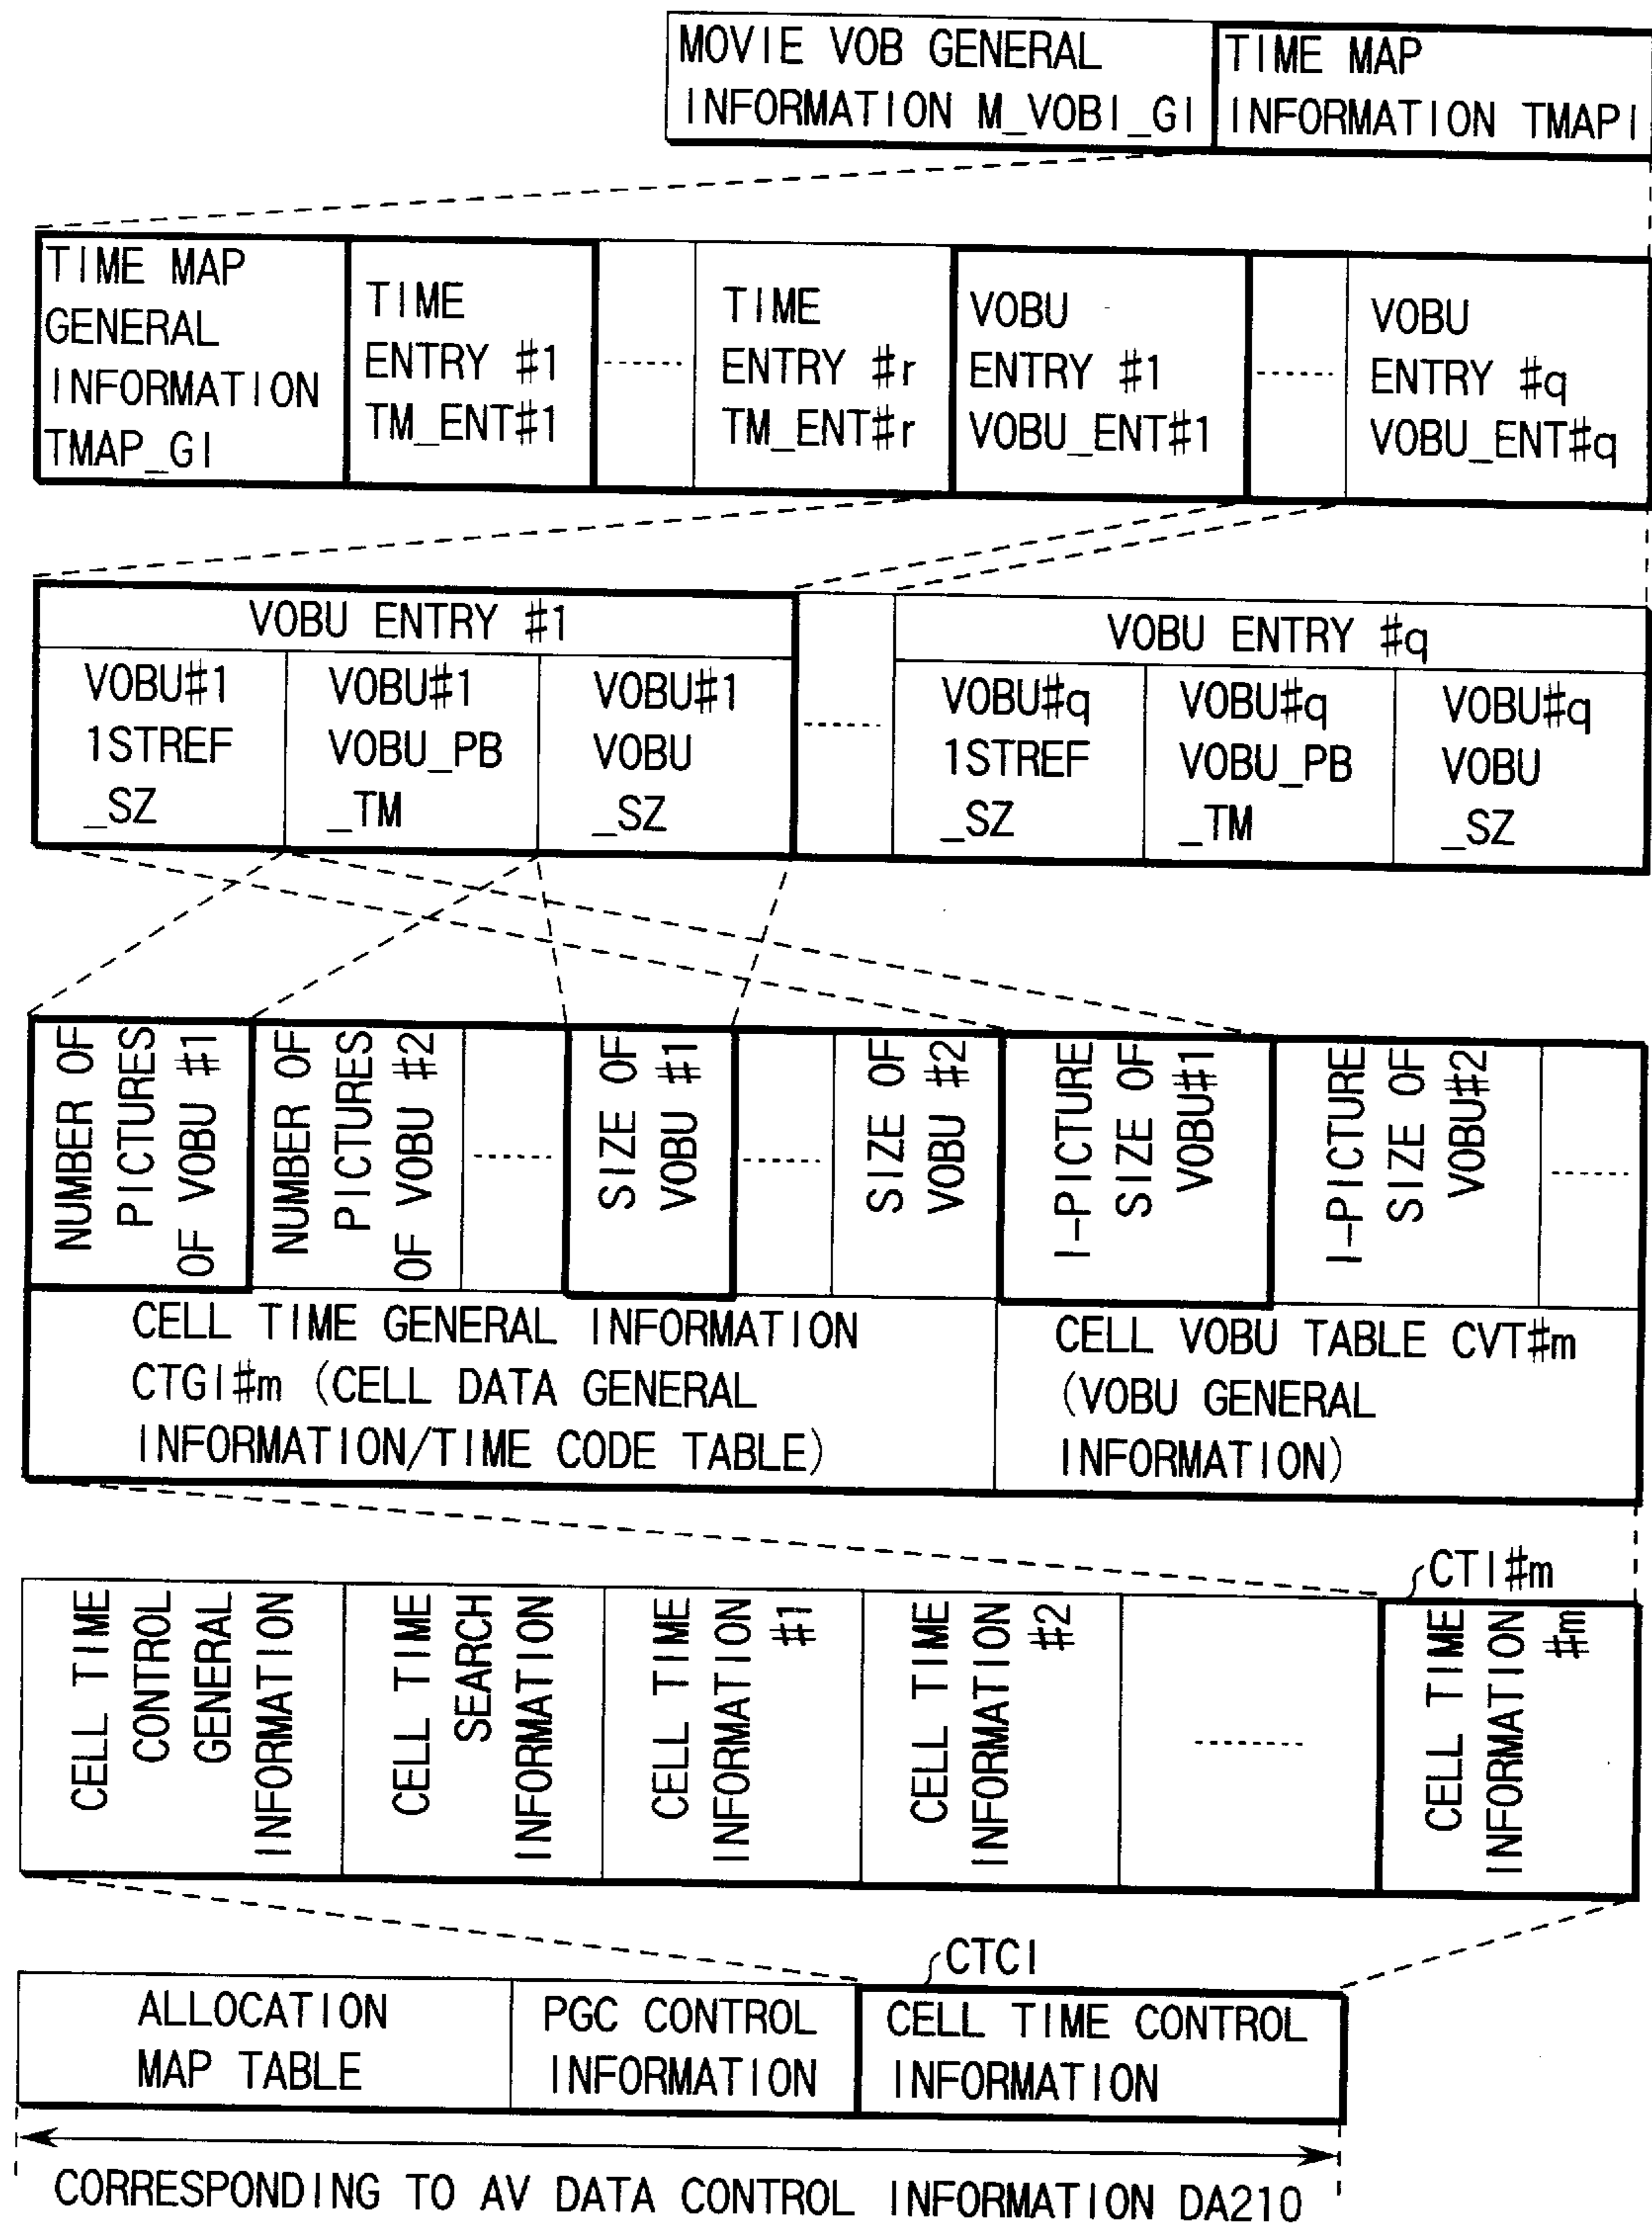 MOVIE VOB GENERAL
INFORMATION M_VOBI_GI
TIME MAP
INFORMATION TMAPI
TIME MAP
GENERAL
INFORMATION
TMAP_GI
TIME
ENTRY #1
TM_ENT#1
TIME
ENTRY #r
TM_ENT#r
VOBU
ENTRY #1
VOBU_ENT#1
VOBU
ENTRY #q
VOBU_ENT#q
VOBU ENTRY #1
VOBU#1
1STREF
_SZ
VOBU#1
VOBU_PB
_TM
VOBU#1
VOBU
_SZ
VOBU ENTRY #q
VOBU#q
1STREF
_SZ
VOBU#q
VOBU_PB
_TM
VOBU#q
VOBU
_SZ
NUMBER OF
PICTURES
OF VOBU #1
NUMBER OF
PICTURES
OF VOBU #2
SIZE OF
VOBU #1
SIZE OF
VOBU #2
I-PICTURE
SIZE OF
VOBU#1
I-PICTURE
SIZE OF
VOBU#2
CELL TIME GENERAL INFORMATION
CTGI#m (CELL DATA GENERAL
INFORMATION/TIME CODE TABLE)
CELL VOBU TABLE CVT#m
(VOBU GENERAL
INFORMATION)
CTI#m
CELL TIME
CONTROL
GENERAL
INFORMATION
CELL TIME
SEARCH
INFORMATION
CELL TIME
INFORMATION
#1
CELL TIME
INFORMATION
#2
CELL TIME
INFORMATION
#m
CTCI
ALLOCATION
MAP TABLE
PGC CONTROL
INFORMATION
CELL TIME CONTROL
INFORMATION
CORRESPONDING TO AV DATA CONTROL INFORMATION DA210